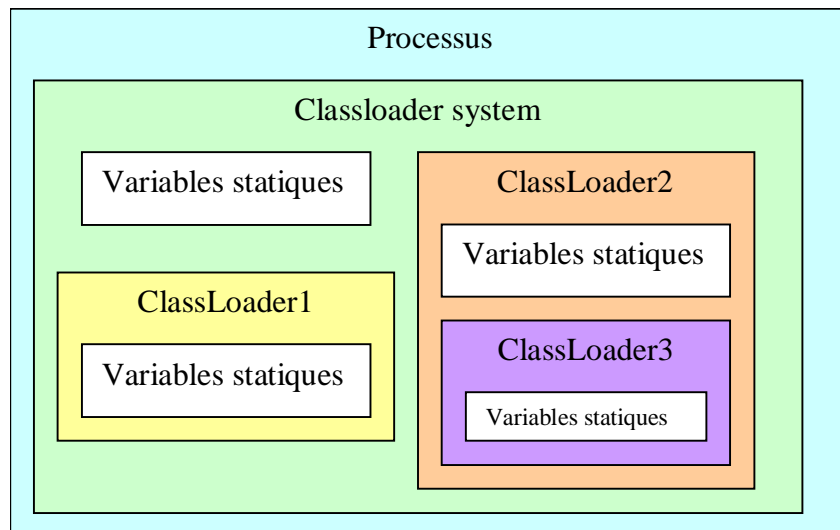 Processus
Classloader system
Variables statiques
ClassLoader1
Variables statiques
ClassLoader2
Variables statiques
ClassLoader3
Variables statiques